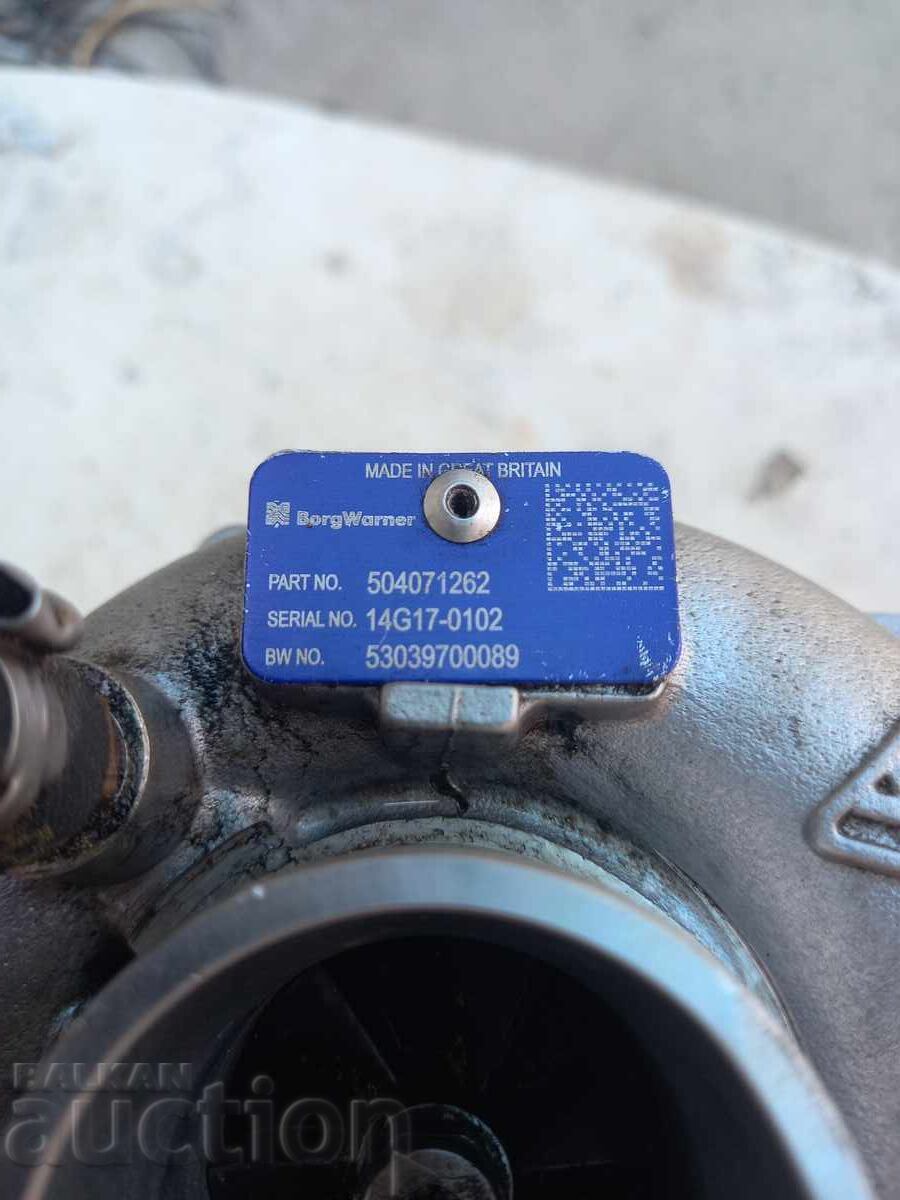 MADE IN GREAT BRITAIN
BorgWarner
PART NO. 504071262
SERIAL NO. 14G17-0102
BW NO. 53039700089
BALKAN
auction